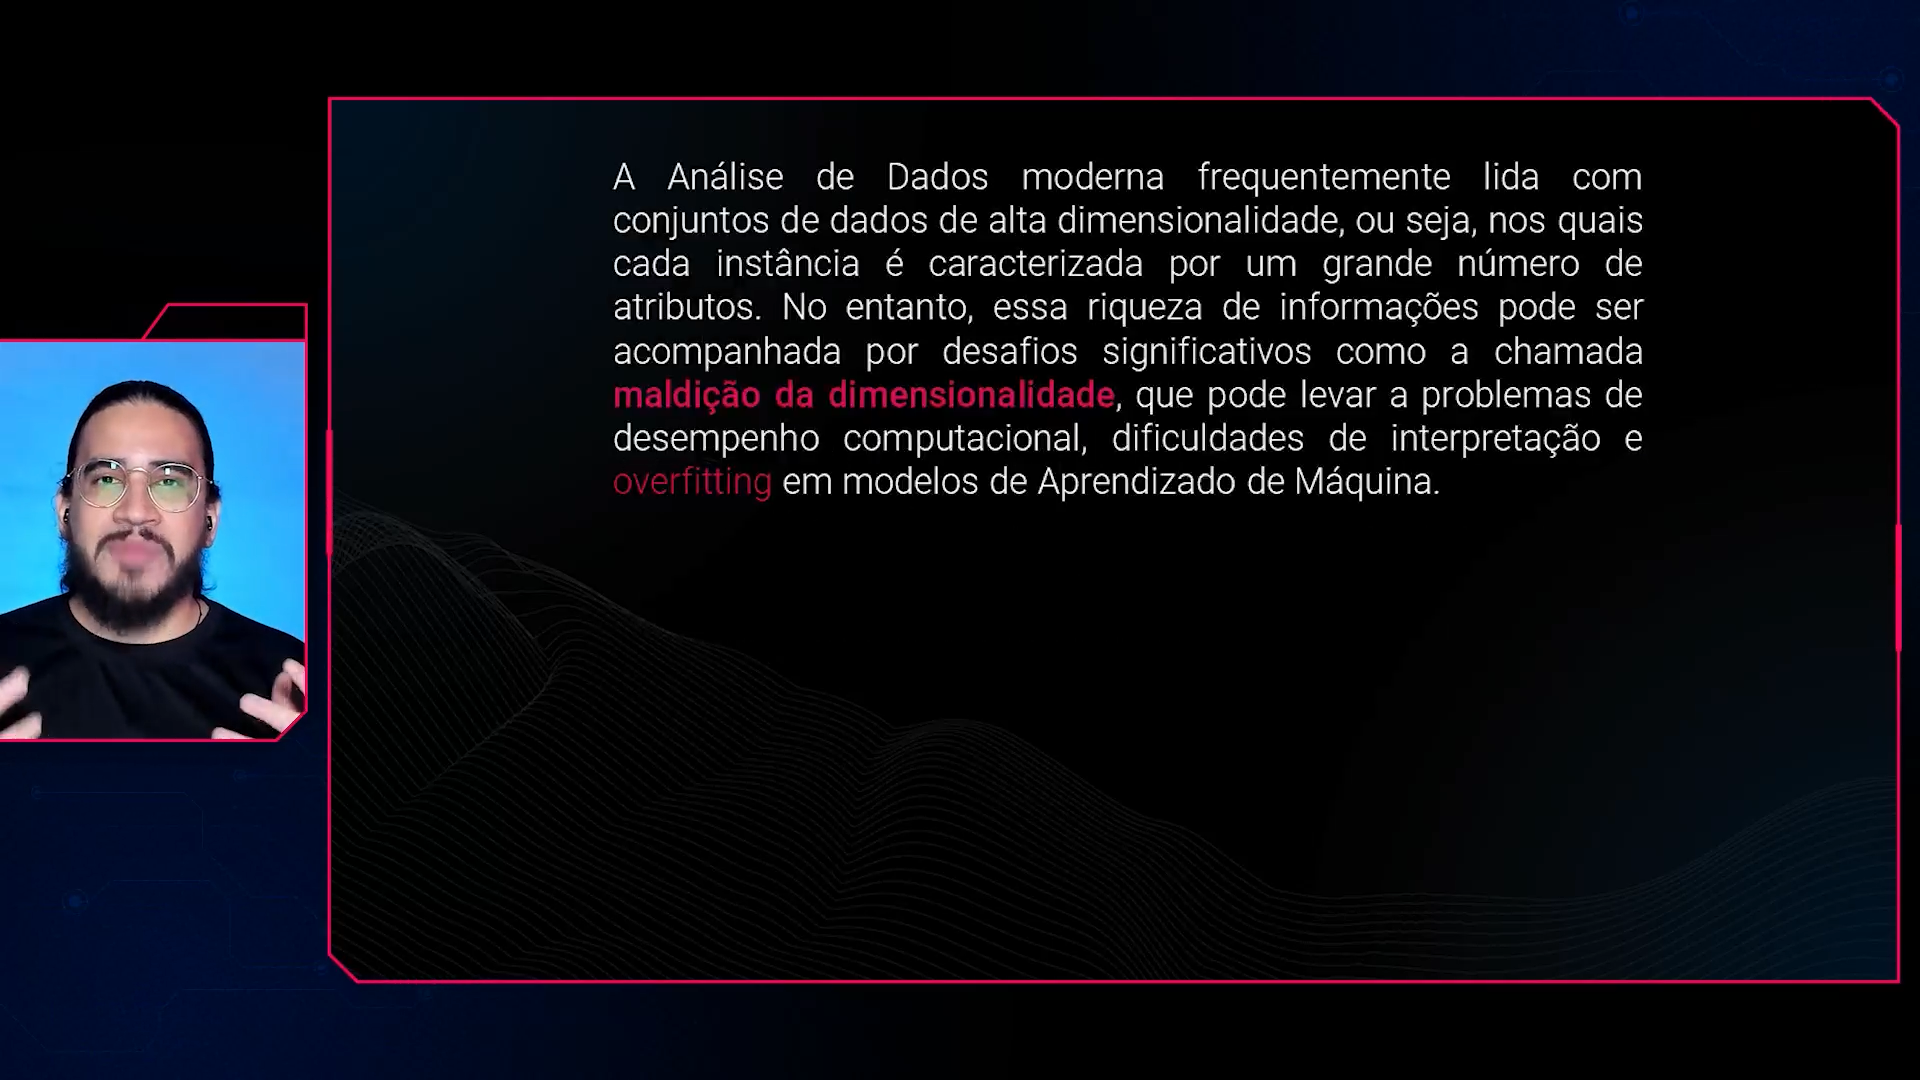 A Análise de Dados moderna frequentemente lida com
conjuntos de dados de alta dimensionalidade, ou seja, nos quais
cada instância é caracterizada por um grande número de
atributos. No entanto, essa riqueza de informações pode ser
acompanhada por desafios significativos como a chamada
maldição da dimensionalidade, que pode levar a problemas de
desempenho computacional, dificuldades de interpretação e
overfitting em modelos de Aprendizado de Máquina.